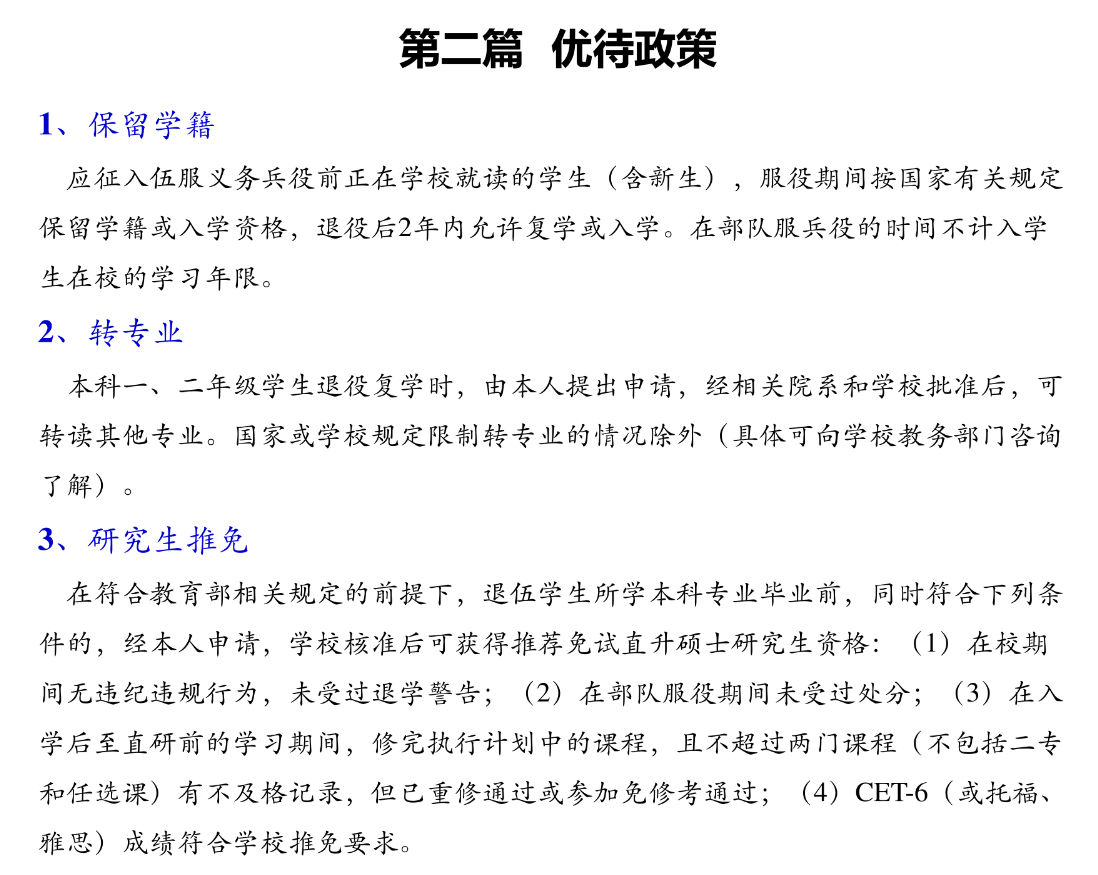 第二篇 优待政策
1、保留学籍
应征入伍服义务兵役前正在学校就读的学生（含新生），服役期间按国家有关规定
保留学籍或入学资格，退役后2年内允许复学或入学。在部队服兵役的时间不计入学
生在校的学习年限。
2、转专业
本科一、二年级学生退役复学时，由本人提出申请，经相关院系和学校批准后，可
转读其他专业。国家或学校规定限制转专业的情况除外（具体可向学校教务部门咨询
了解）。
3、研究生推免
在符合教育部相关规定的前提下，退伍学生所学本科专业毕业前，同时符合下列条
件的，经本人申请，学校核准后可获得推荐免试直升硕士研究生资格：（1）在校期
间无违纪违规行为，未受过退学警告；（2）在部队服役期间未受过处分；（3）在入
学后至直研前的学习期间，修完执行计划中的课程，且不超过两门课程（不包括二专
和任选课）有不及格记录，但已重修通过或参加免修考通过；（4）CET-6（或托福、
雅思）成绩符合学校推免要求。